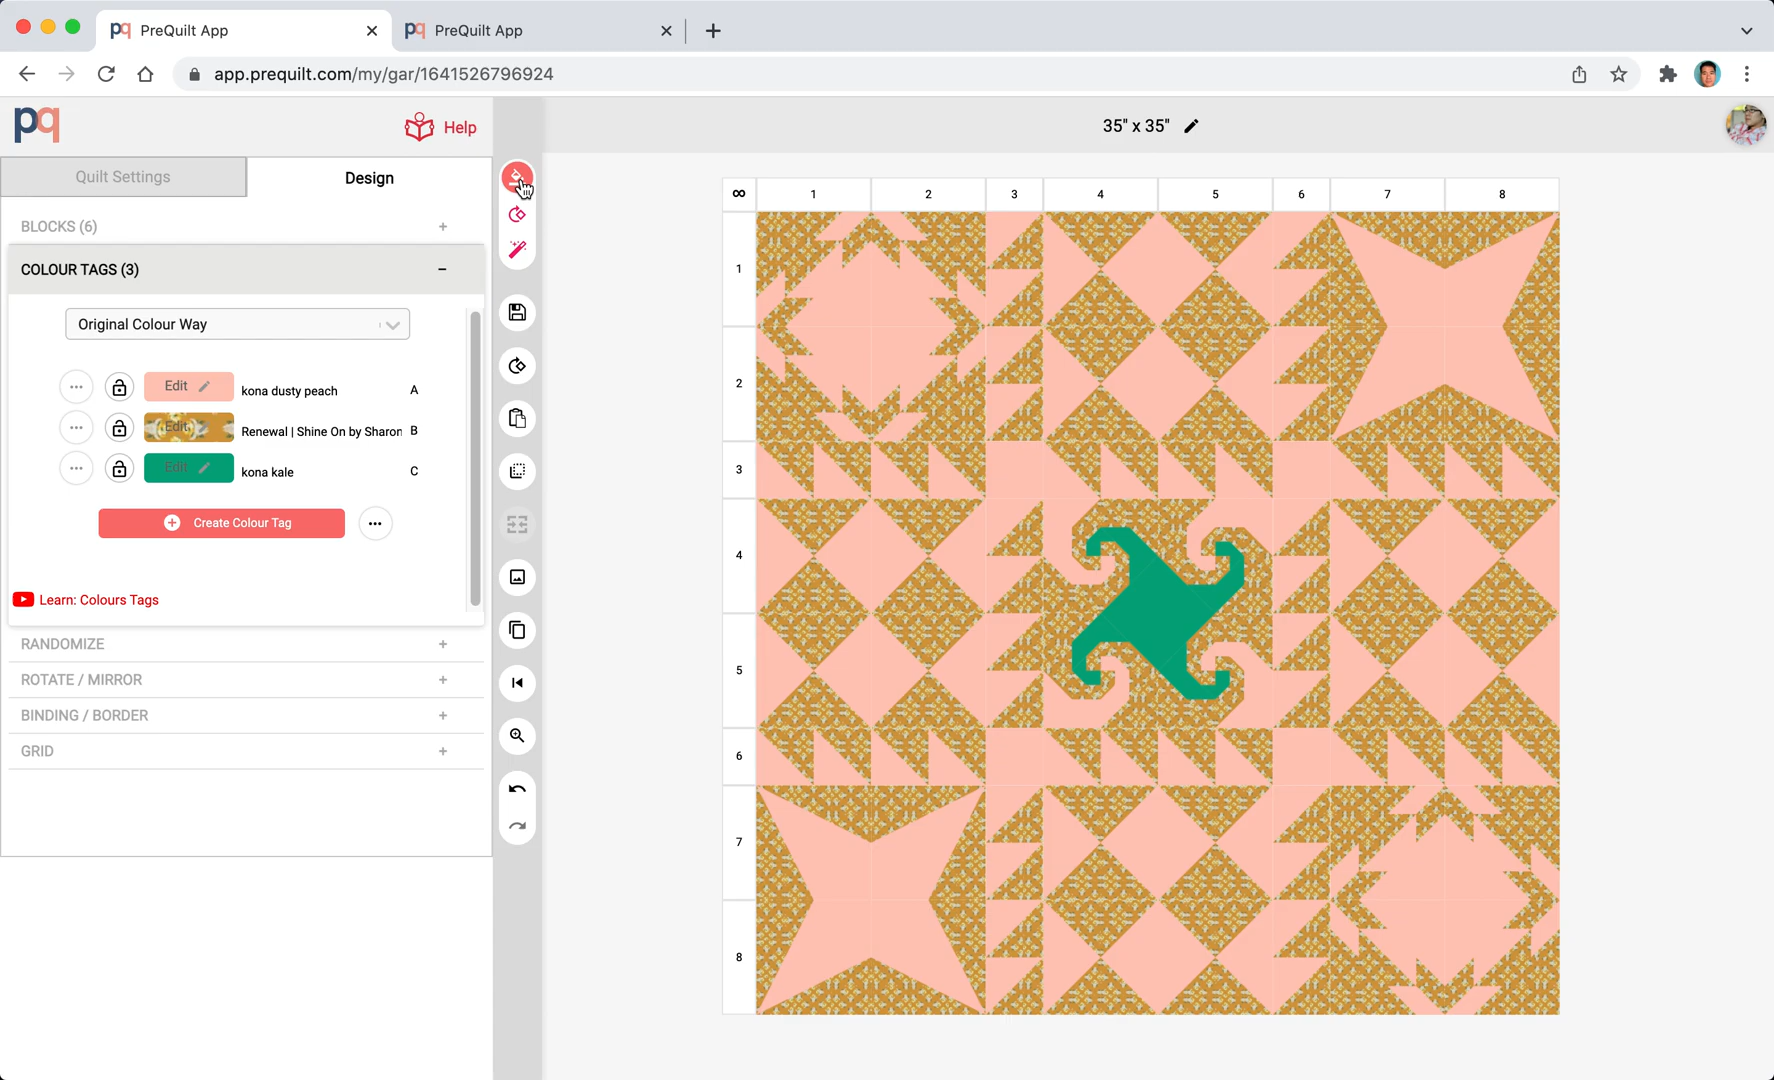 PreQuilt App
PreQuilt App
app.prequilt.com/my/gar/1641526796924
pq
Help
35" x 35"
Quilt Settings
Design
BLOCKS (6)
COLOUR TAGS (3)
Original Colour Way
Edit
kona dusty peach
A
Edit
Renewal | Shine On by Sharon
B
Edit
kona kale
C
Create Colour Tag
Learn: Colours Tags
RANDOMIZE
ROTATE / MIRROR
BINDING / BORDER
GRID
∞ 1 2 3 4 5 6 7 8
1
2
3
4
5
6
7
8